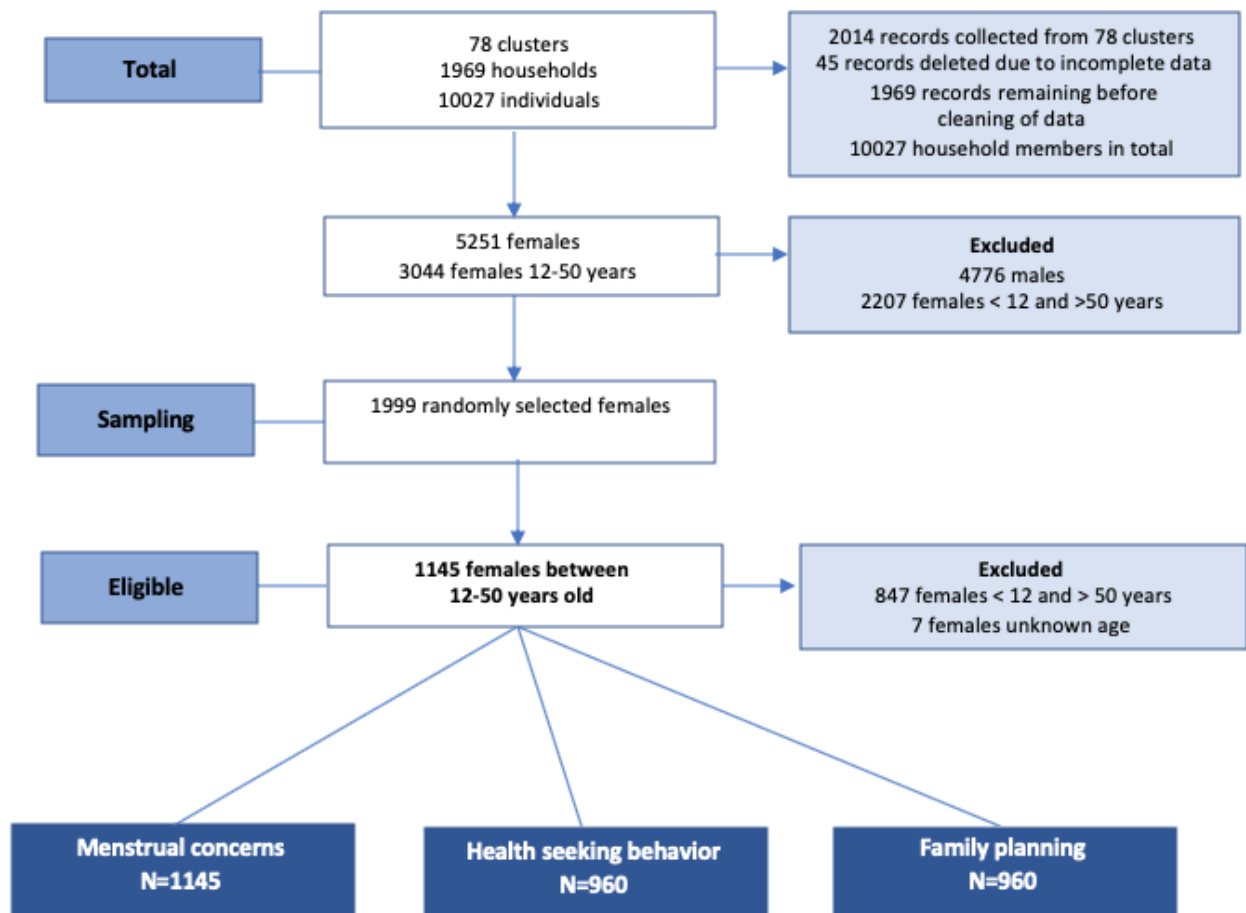 Total
78 clusters
1969 households
10027 individuals
2014 records collected from 78 clusters
45 records deleted due to incomplete data
1969 records remaining before
cleaning of data
10027 household members in total
5251 females
3044 females 12-50 years
Excluded
4776 males
2207 females < 12 and >50 years
Sampling
1999 randomly selected females
Eligible
1145 females between
12-50 years old
Excluded
847 females < 12 and > 50 years
7 females unknown age
Menstrual concerns
N=1145
Health seeking behavior
N=960
Family planning
N=960